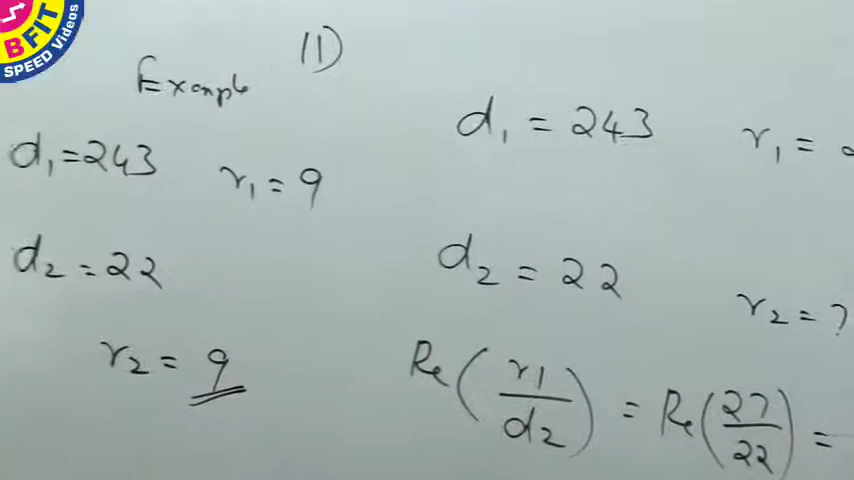 BFIT
SPEED Videos
Example 11)
d₁ = 243 r₁ = 9
d₂ = 22
r₂ = 9
d₁ = 243 r₁ =
d₂ = 22 r₂ = ?
Re(r₁/d₂) = Re(27/22) =